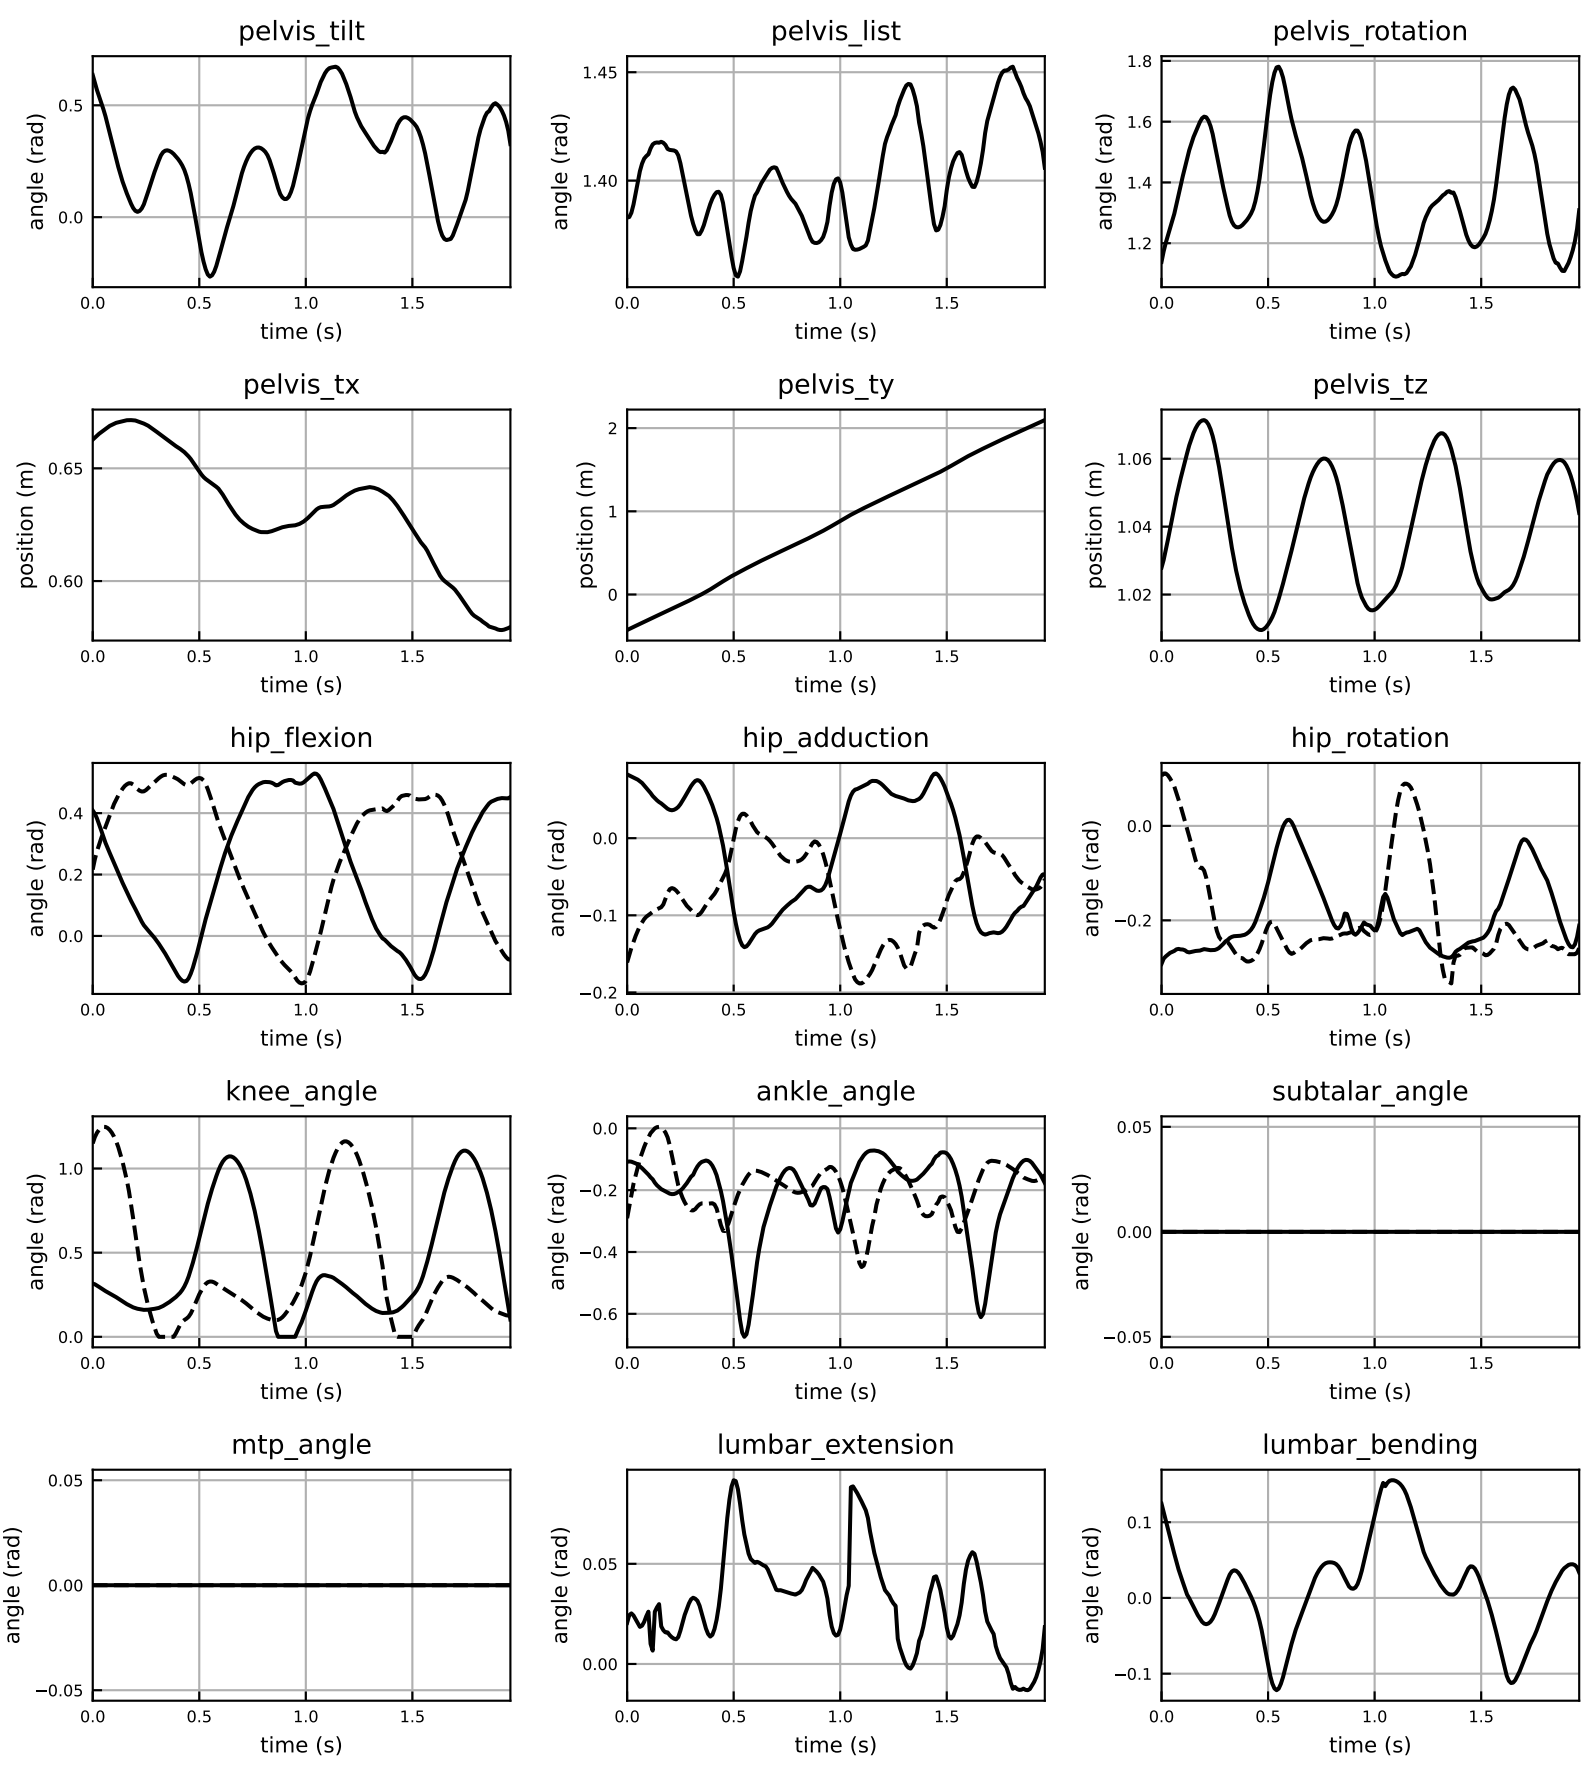 pelvis_tilt
angle (rad)
0.5
0.0
0.0 0.5 1.0 1.5
time (s)
pelvis_list
angle (rad)
1.45
1.40
0.0 0.5 1.0 1.5
time (s)
pelvis_rotation
angle (rad)
1.8
1.6
1.4
1.2
0.0 0.5 1.0 1.5
time (s)
pelvis_tx
position (m)
0.65
0.60
0.0 0.5 1.0 1.5
time (s)
pelvis_ty
position (m)
2
1
0
0.0 0.5 1.0 1.5
time (s)
pelvis_tz
position (m)
1.06
1.04
1.02
0.0 0.5 1.0 1.5
time (s)
hip_flexion
angle (rad)
0.4
0.2
0.0
0.0 0.5 1.0 1.5
time (s)
hip_adduction
angle (rad)
0.0
−0.1
−0.2
0.0 0.5 1.0 1.5
time (s)
hip_rotation
angle (rad)
0.0
−0.2
0.0 0.5 1.0 1.5
time (s)
knee_angle
angle (rad)
1.0
0.5
0.0
0.0 0.5 1.0 1.5
time (s)
ankle_angle
angle (rad)
0.0
−0.2
−0.4
−0.6
0.0 0.5 1.0 1.5
time (s)
subtalar_angle
angle (rad)
0.05
0.00
−0.05
0.0 0.5 1.0 1.5
time (s)
mtp_angle
angle (rad)
0.05
0.00
−0.05
0.0 0.5 1.0 1.5
time (s)
lumbar_extension
angle (rad)
0.05
0.00
0.0 0.5 1.0 1.5
time (s)
lumbar_bending
angle (rad)
0.1
0.0
−0.1
0.0 0.5 1.0 1.5
time (s)